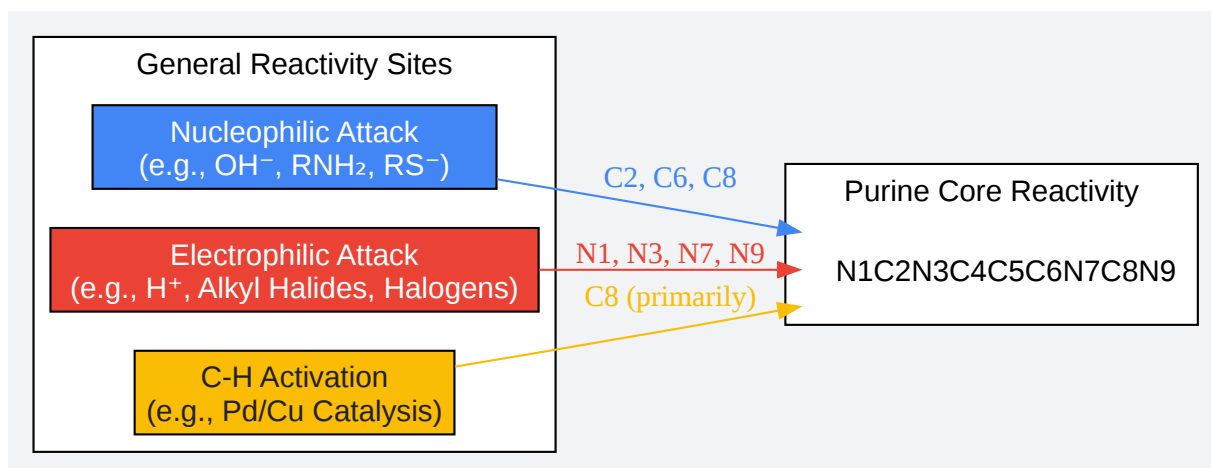 General Reactivity Sites
Nucleophilic Attack
(e.g., OH⁻, RNH₂, RS⁻)
Electrophilic Attack
(e.g., H⁺, Alkyl Halides, Halogens)
C-H Activation
(e.g., Pd/Cu Catalysis)
C2, C6, C8
N1, N3, N7, N9
C8 (primarily)
Purine Core Reactivity
N1C2N3C4C5C6N7C8N9